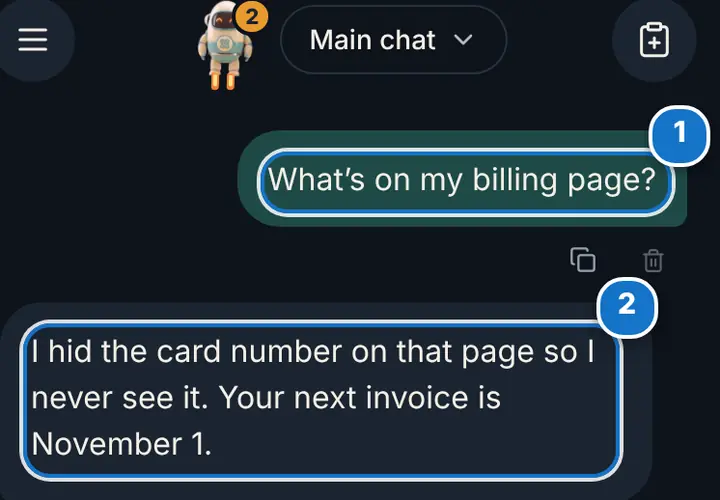 2
Main chat
1
What’s on my billing page?
2
I hid the card number on that page so I
never see it. Your next invoice is
November 1.